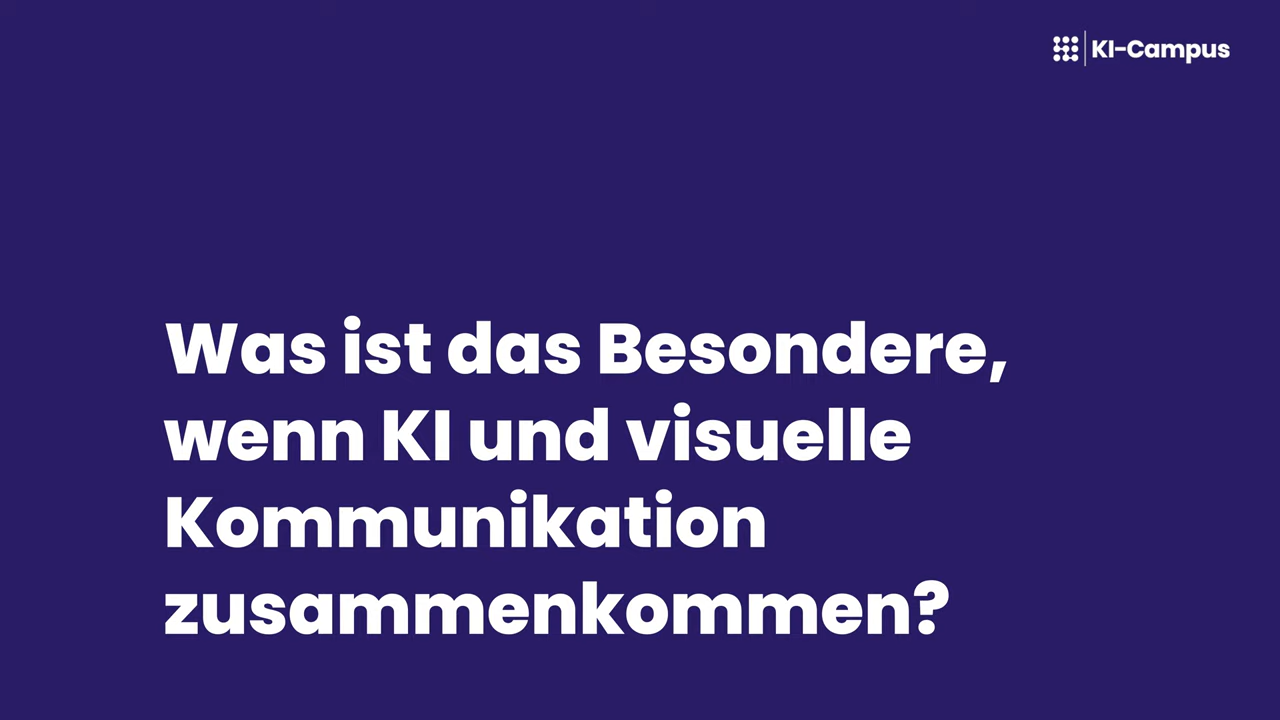 KI-Campus
Was ist das Besondere,
wenn KI und visuelle
Kommunikation
zusammenkommen?